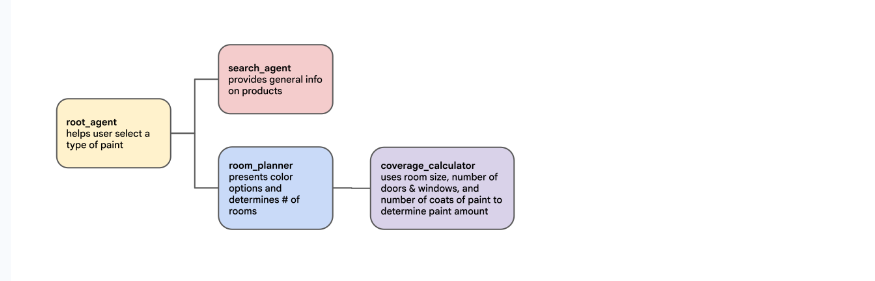 search_agent
provides general info
on products
root_agent
helps user select a
type of paint
room_planner
presents color
options and
determines # of
rooms
coverage_calculator
uses room size, number of
doors & windows, and
number of coats of paint to
determine paint amount